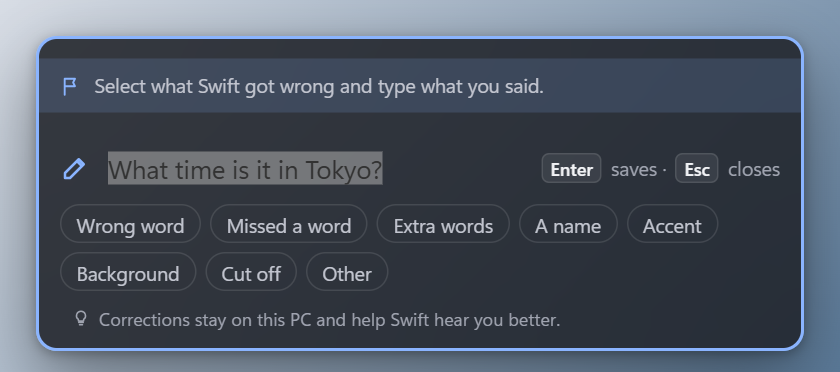 Select what Swift got wrong and type what you said.
What time is it in Tokyo? Enter saves · Esc closes
Wrong word Missed a word Extra words A name Accent
Background Cut off Other
Corrections stay on this PC and help Swift hear you better.